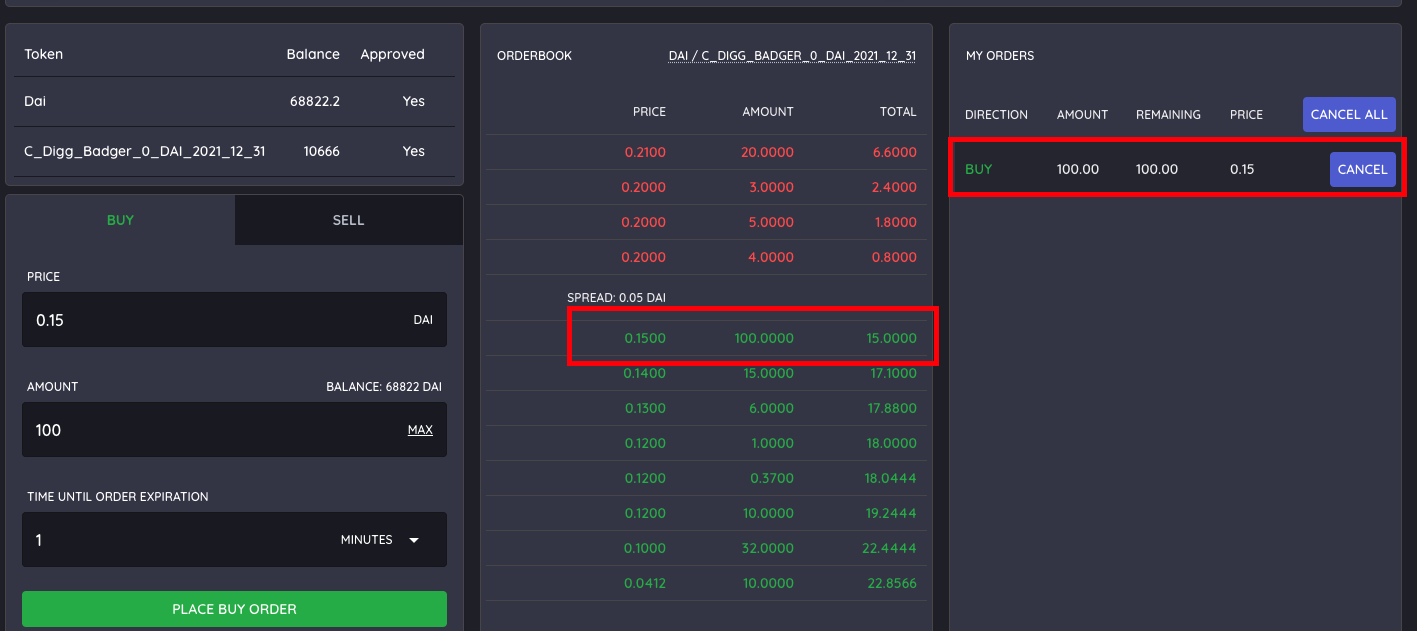 Token Balance Approved
Dai 68822.2 Yes
C_Digg_Badger_0_DAI_2021_12_31 10666 Yes
BUY SELL
PRICE
0.15 DAI
AMOUNT BALANCE: 68822 DAI
100 MAX
TIME UNTIL ORDER EXPIRATION
1 MINUTES
PLACE BUY ORDER
ORDERBOOK DAI / C_DIGG_BADGER_0_DAI_2021_12_31
PRICE AMOUNT TOTAL
0.2100 20.0000 6.6000
0.2000 3.0000 2.4000
0.2000 5.0000 1.8000
0.2000 4.0000 0.8000
SPREAD: 0.05 DAI
0.1500 100.0000 15.0000
0.1400 15.0000 17.1000
0.1300 6.0000 17.8800
0.1200 1.0000 18.0000
0.1200 0.3700 18.0444
0.1200 10.0000 19.2444
0.1000 32.0000 22.4444
0.0412 10.0000 22.8566
MY ORDERS
DIRECTION AMOUNT REMAINING PRICE CANCEL ALL
BUY 100.00 100.00 0.15 CANCEL